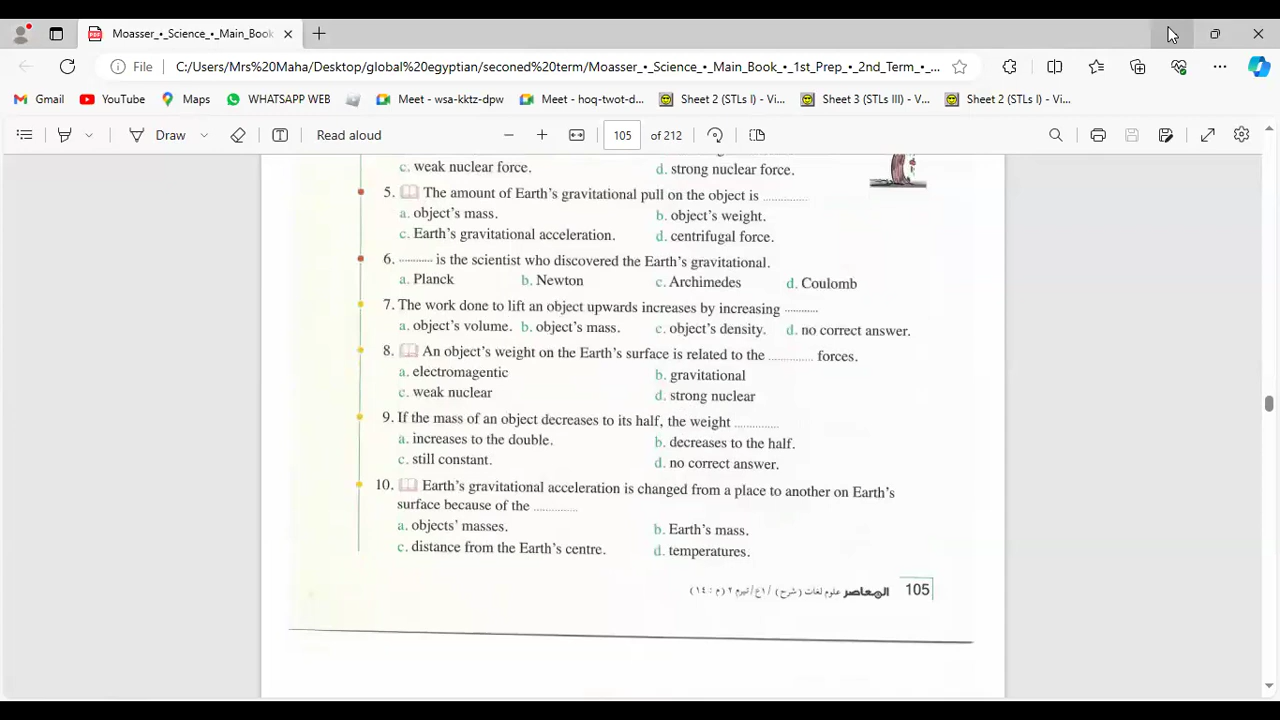 Moasser_•_Science_•_Main_Book
File C:/Users/Mrs%20Maha/Desktop/global%20egyptian/seconed%20term/Moasser_•_Science_•_Main_Book_•_1st_Prep_•_2nd_Term_•_...
Gmail YouTube Maps WHATSAPP WEB Meet - wsa-kktz-dpw Meet - hoq-twot-d... Sheet 2 (STLs I) - Vi... Sheet 3 (STLs III) - V... Sheet 2 (STLs I) - Vi...
Draw Read aloud 105 of 212
c. weak nuclear force. d. strong nuclear force.
5. The amount of Earth's gravitational pull on the object is ............
a. object's mass. b. object's weight.
c. Earth's gravitational acceleration. d. centrifugal force.
6. ............ is the scientist who discovered the Earth's gravitational.
a. Planck b. Newton c. Archimedes d. Coulomb
7. The work done to lift an object upwards increases by increasing ............
a. object's volume. b. object's mass. c. object's density. d. no correct answer.
8. An object's weight on the Earth's surface is related to the ............ forces.
a. electromagentic b. gravitational
c. weak nuclear d. strong nuclear
9. If the mass of an object decreases to its half, the weight ............
a. increases to the double. b. decreases to the half.
c. still constant. d. no correct answer.
10. Earth's gravitational acceleration is changed from a place to another on Earth's
surface because of the ............
a. objects' masses. b. Earth's mass.
c. distance from the Earth's centre. d. temperatures.
المعاصر علوم لغات (شرح) /١ع/ تيرم ٢ (م : ١٤) 105